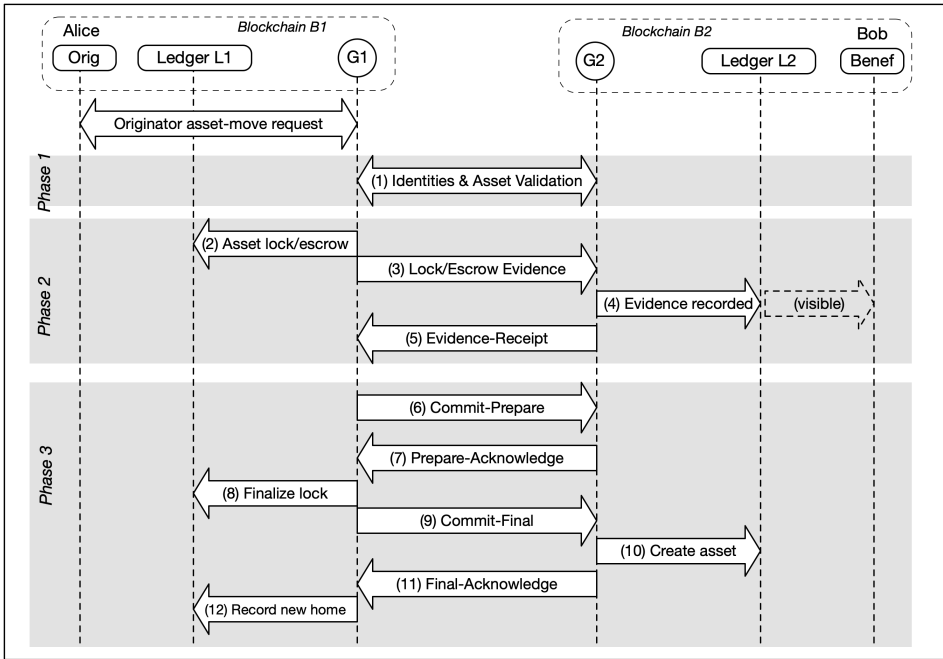 Alice
Blockchain B1
Blockchain B2
Bob
Orig
Ledger L1
G1
G2
Ledger L2
Benef
Originator asset-move request
Phase 1
(1) Identities & Asset Validation
Phase 2
(2) Asset lock/escrow
(3) Lock/Escrow Evidence
(4) Evidence recorded
(visible)
(5) Evidence-Receipt
Phase 3
(6) Commit-Prepare
(7) Prepare-Acknowledge
(8) Finalize lock
(9) Commit-Final
(10) Create asset
(11) Final-Acknowledge
(12) Record new home